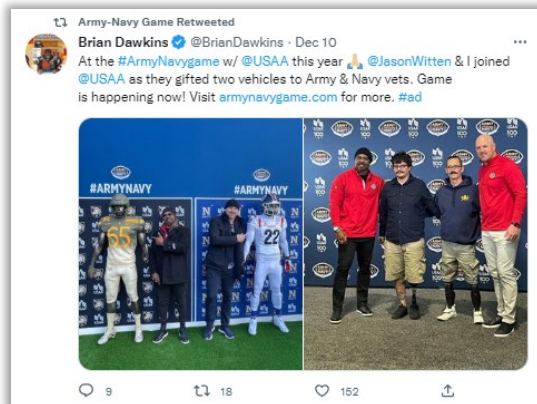 Army-Navy Game Retweeted
Brian Dawkins @BrianDawkins · Dec 10
At the #ArmyNavygame w/ @USAA this year 🙏 @JasonWitten & I joined
@USAA as they gifted two vehicles to Army & Navy vets. Game
is happening now! Visit armynavygame.com for more. #ad
#ARMYNAVY
#ARMYNAVY
65
22
9
18
152